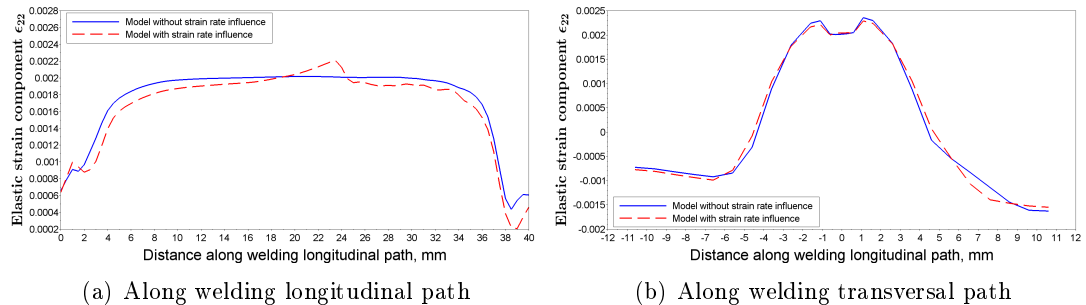 Elastic strain component ϵ22
0.0028
0.0026
0.0024
0.0022
0.002
0.0018
0.0016
0.0014
0.0012
0.001
0.0008
0.0006
0.0004
0.0002
Model without strain rate influence
Model with strain rate influence
0 2 4 6 8 10 12 14 16 18 20 22 24 26 28 30 32 34 36 38 40
Distance along welding longitudinal path, mm
(a) Along welding longitudinal path
Elastic strain component ϵ22
0.0025
0.002
0.0015
0.001
0.0005
0
-0.0005
-0.001
-0.0015
-0.002
Model without strain rate influence
Model with strain rate influence
-12 -11 -10 -9 -8 -7 -6 -5 -4 -3 -2 -1 0 1 2 3 4 5 6 7 8 9 10 11 12
Distance along welding longitudinal path, mm
(b) Along welding transversal path